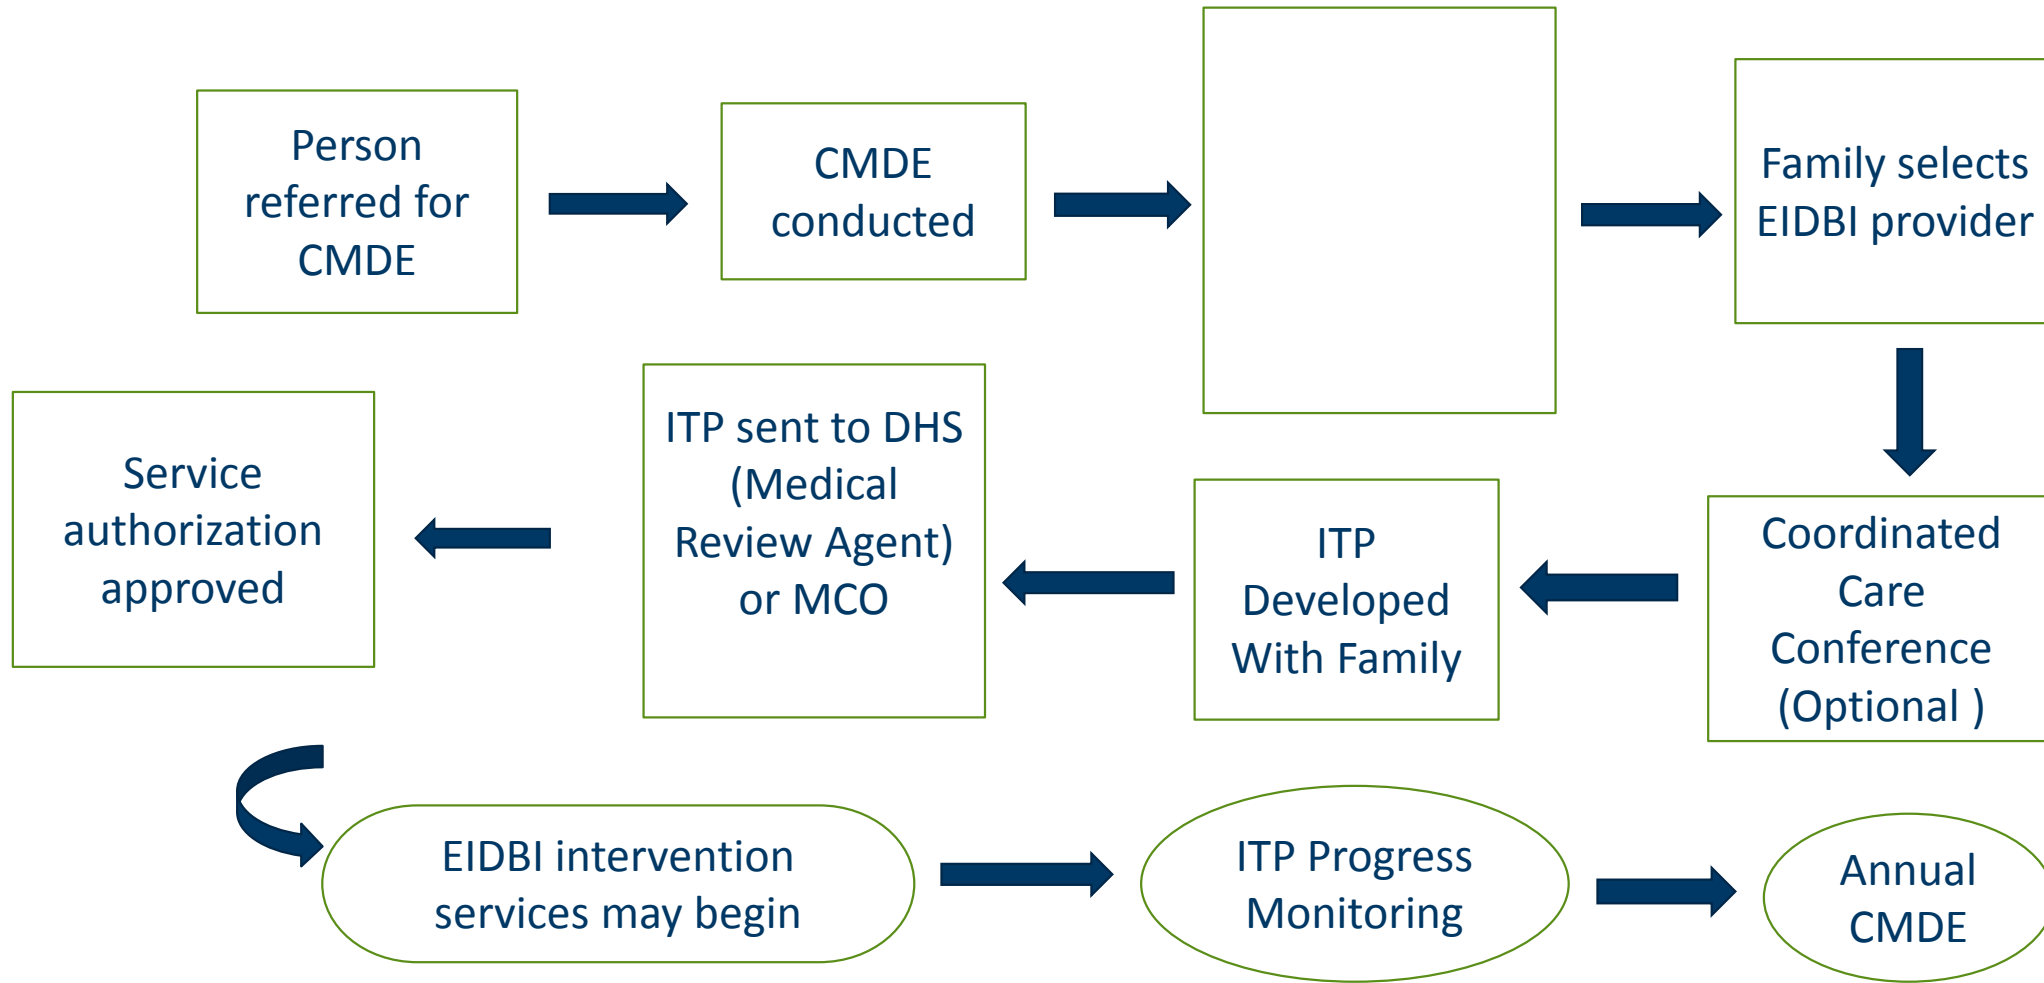 Person
referred for
CMDE
CMDE
conducted
Family selects
EIDBI provider
Coordinated
Care
Conference
(Optional )
ITP
Developed
With Family
ITP sent to DHS
(Medical
Review Agent)
or MCO
Service
authorization
approved
EIDBI intervention
services may begin
ITP Progress
Monitoring
Annual
CMDE